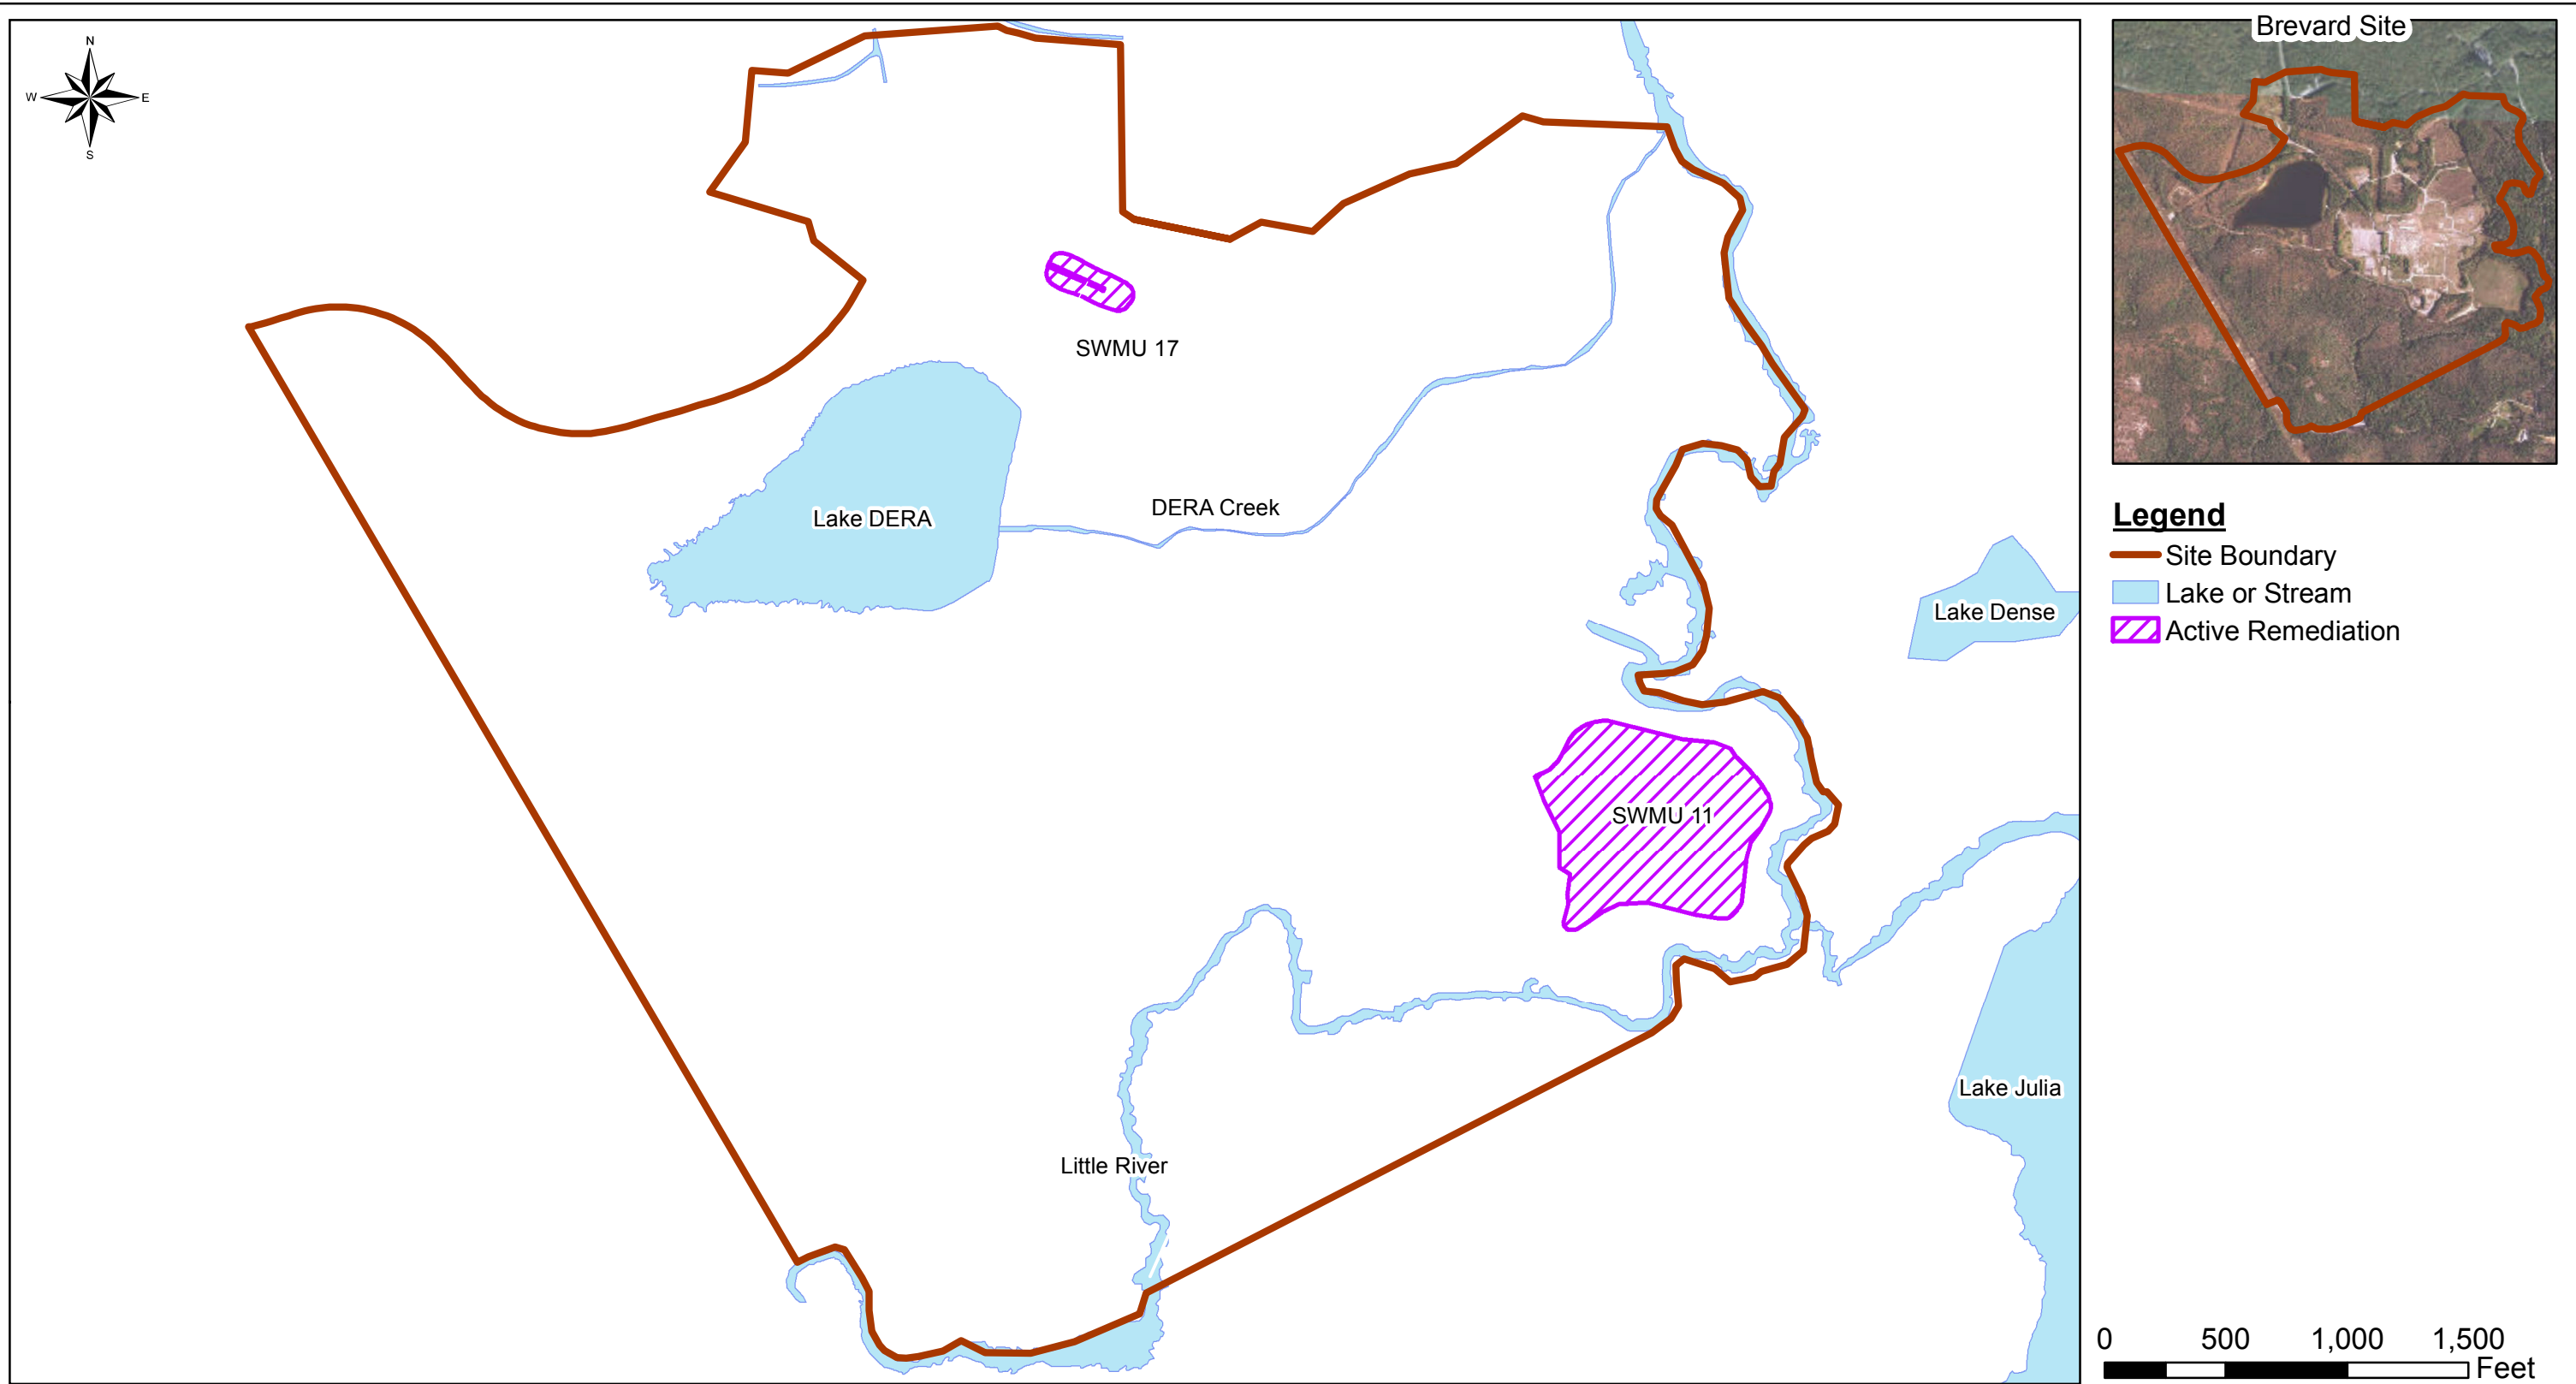 N
W E
S
SWMU 17
Lake DERA
DERA Creek
Lake Dense
SWMU 11
Lake Julia
Little River
Brevard Site
Legend
Site Boundary
Lake or Stream
Active Remediation
0 500 1,000 1,500
Feet